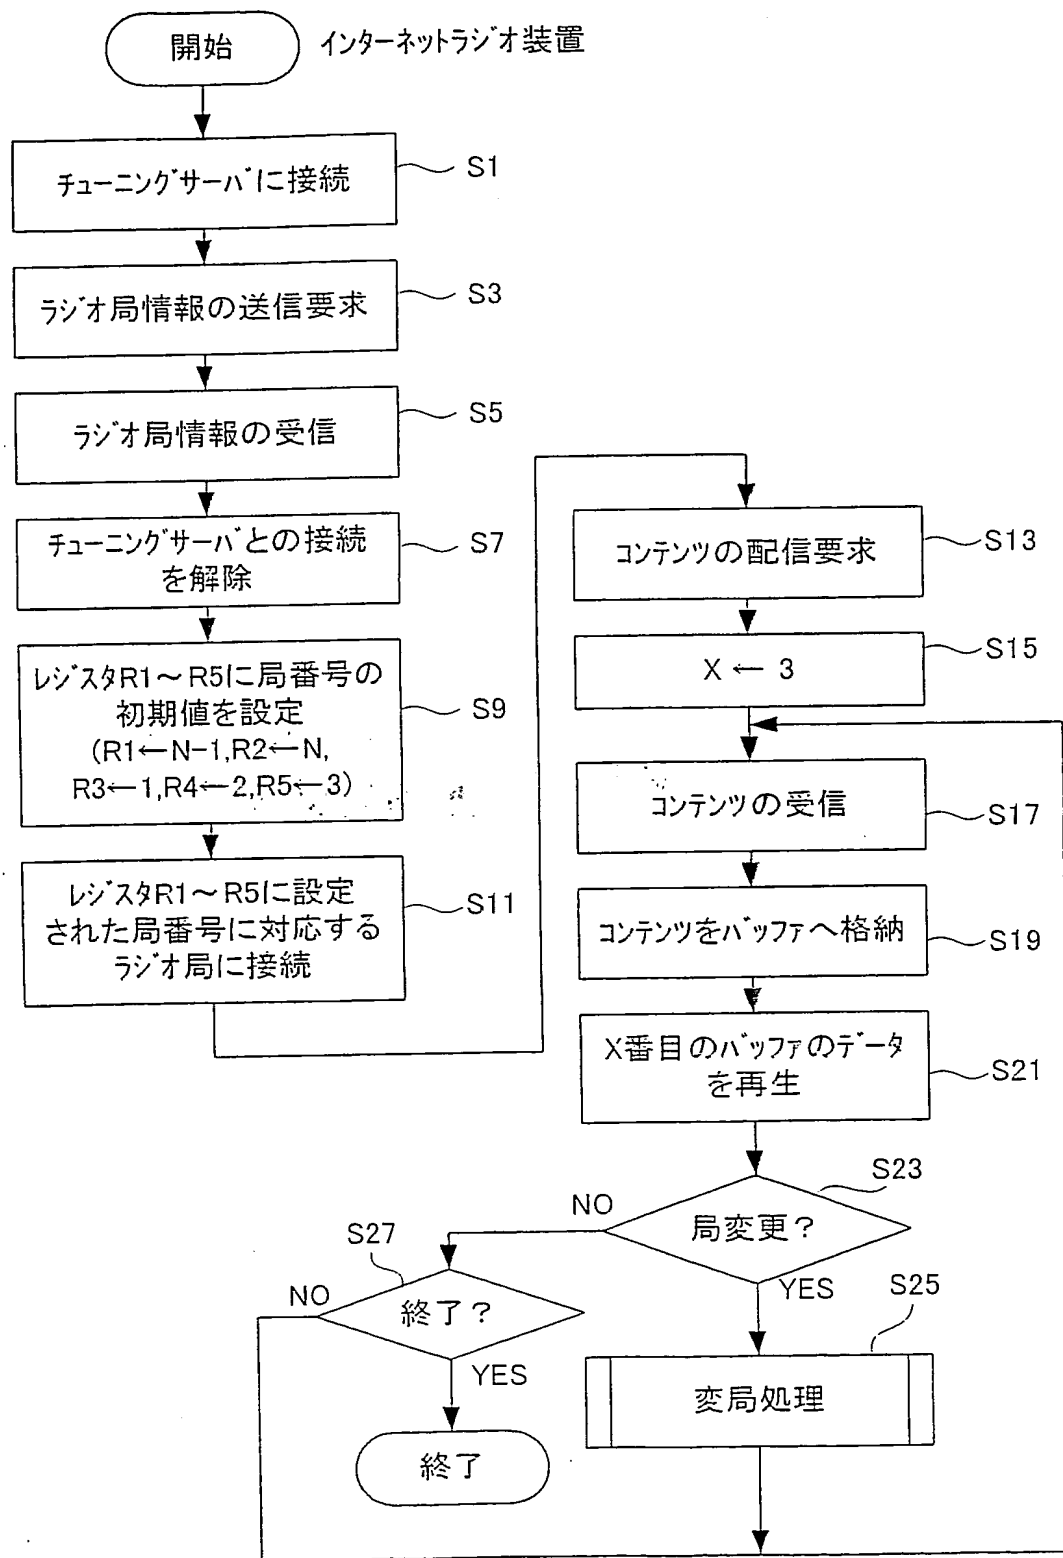 開始
インターネットラジオ装置
チューニングサーバに接続
S1
ラジオ局情報の送信要求
S3
ラジオ局情報の受信
S5
チューニングサーバとの接続
を解除
S7
レジスタR1～R5に局番号の
初期値を設定
(R1←N-1,R2←N,
R3←1,R4←2,R5←3)
S9
レジスタR1～R5に設定
された局番号に対応する
ラジオ局に接続
S11
コンテンツの配信要求
S13
X ← 3
S15
コンテンツの受信
S17
コンテンツをバッファへ格納
S19
X番目のバッファのデータ
を再生
S21
局変更？
S23
NO
YES
終了？
S27
NO
YES
変局処理
S25
終了